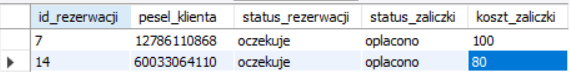 id_rezerwacji pesel_klienta status_rezerwacji status_zaliczki koszt_zaliczki
7 12786110868 oczekuje oplacono 100
14 60033064110 oczekuje oplacono 80